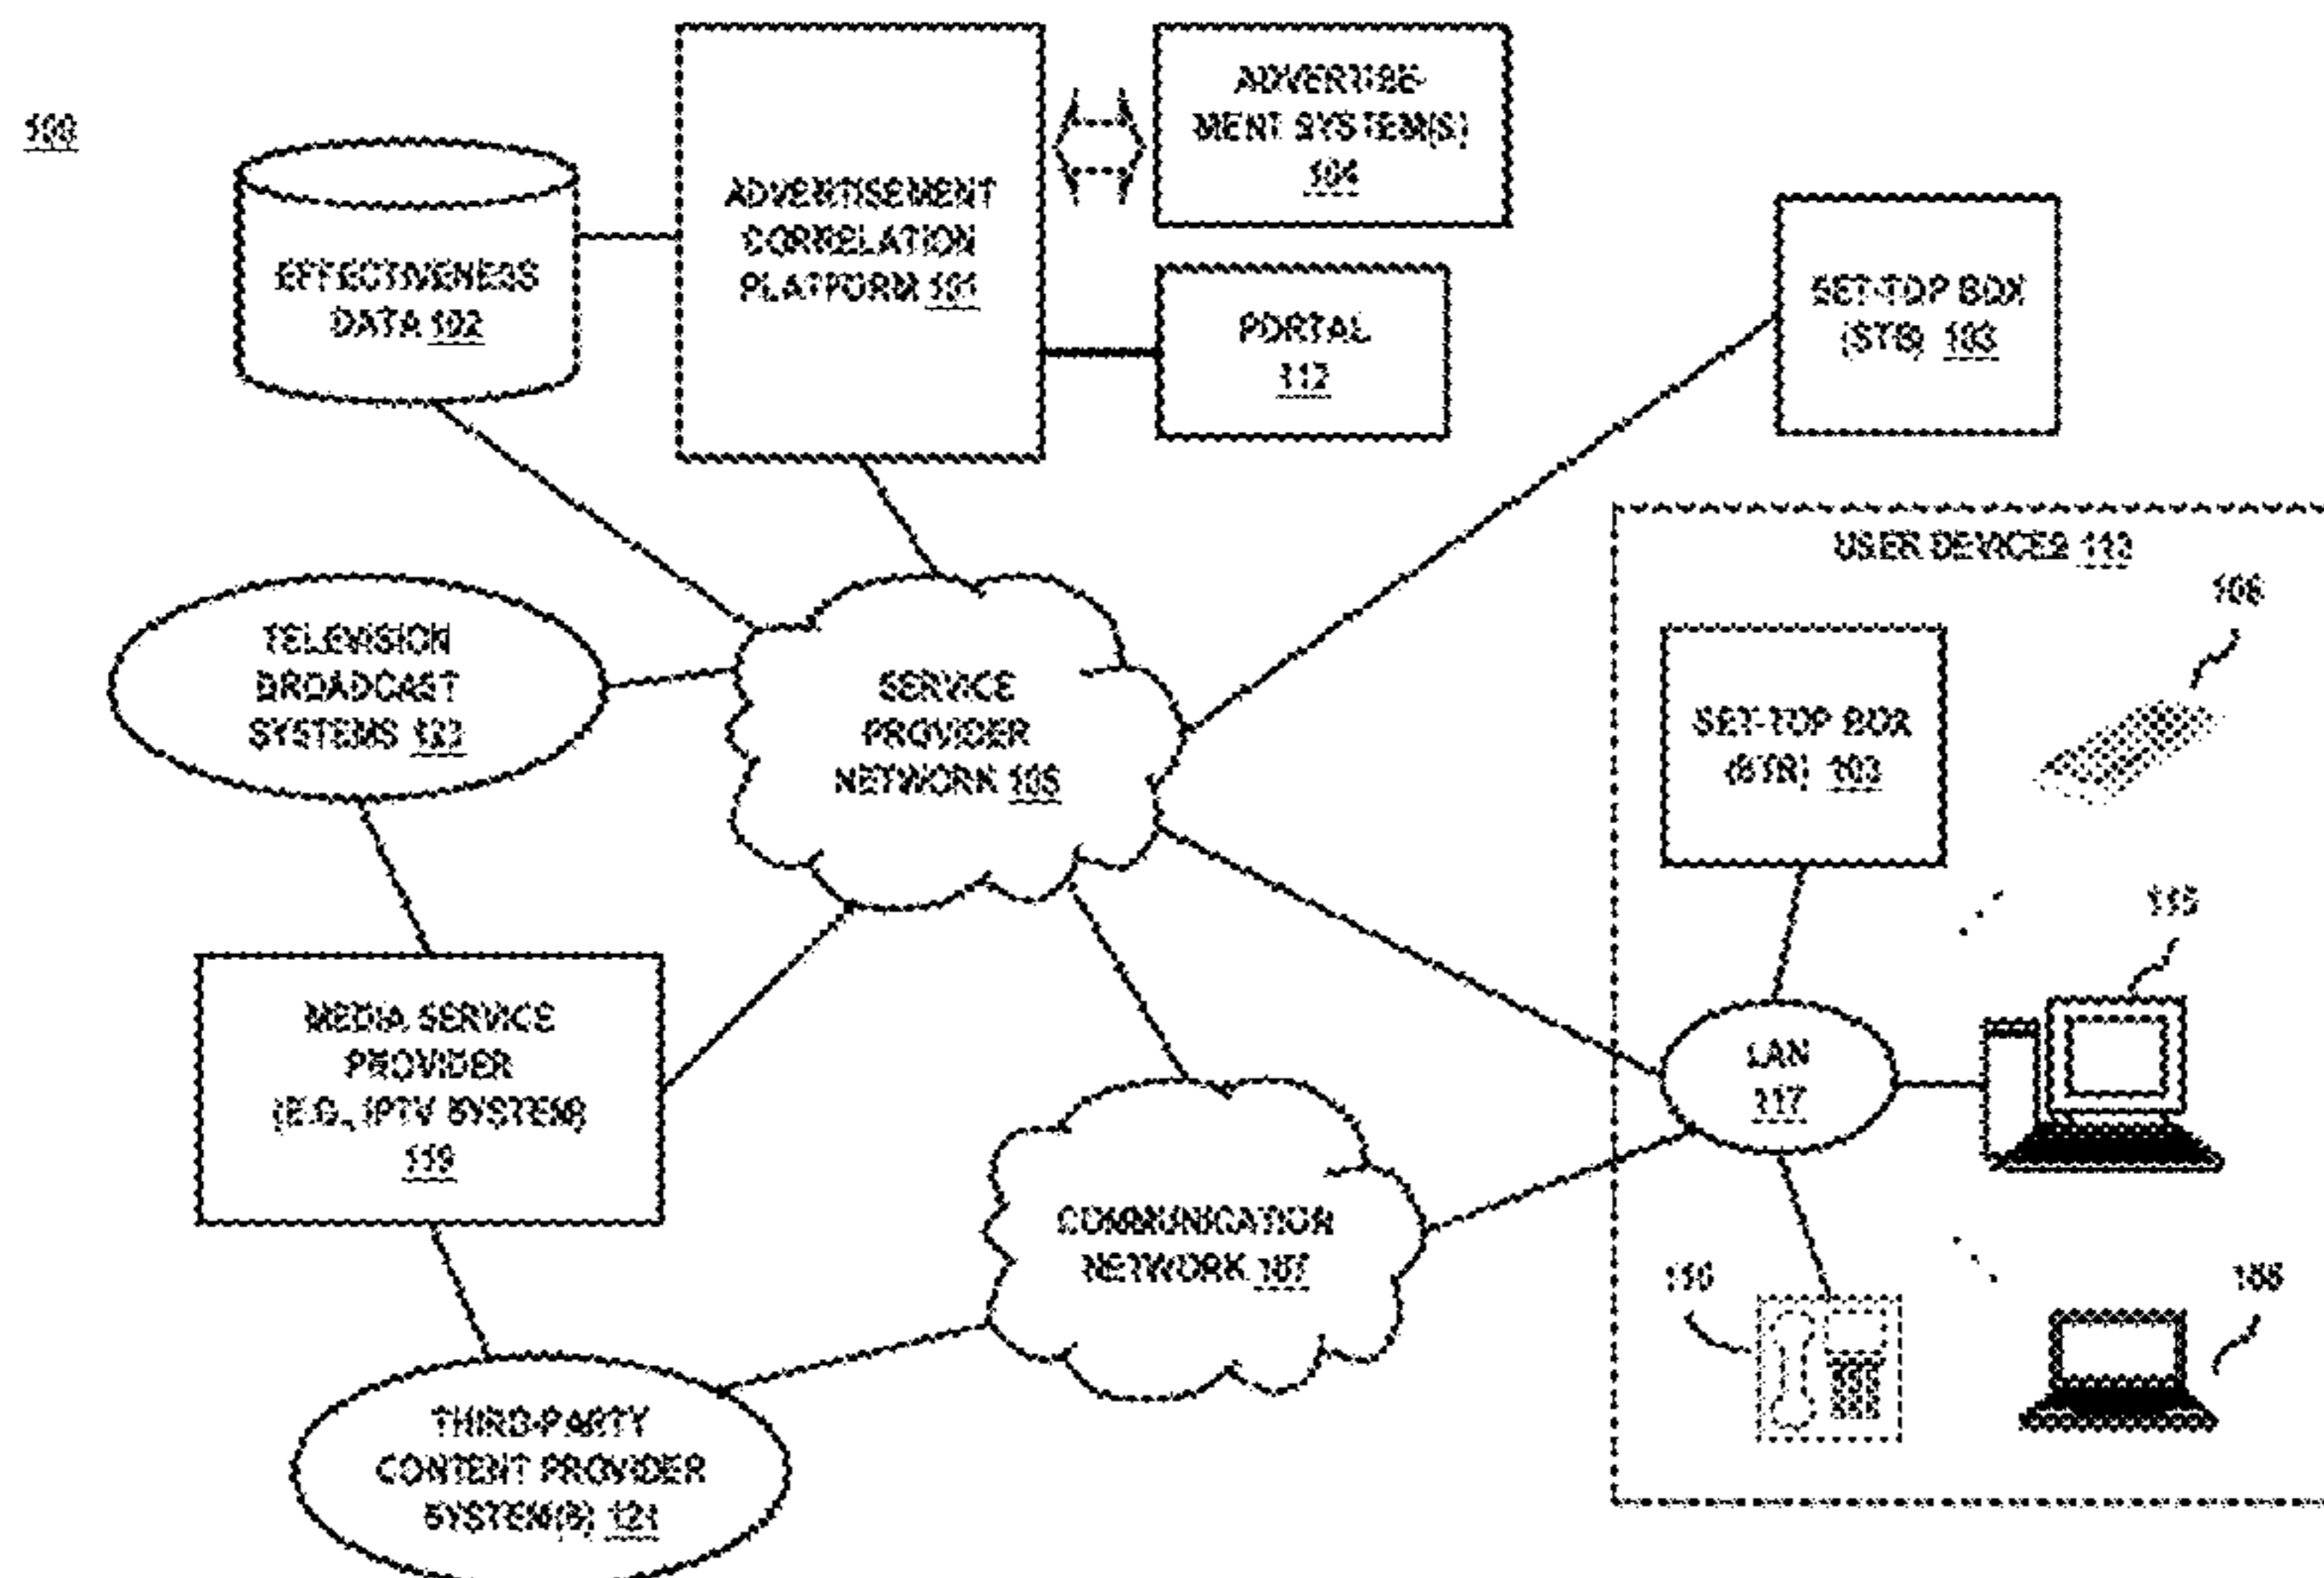 100
ADVERTISE-
MENT SYSTEM(S)
104
ADVERTISEMENT
CORRELATION
PLATFORM 101
EFFECTIVENESS
DATA 102
PORTAL
112
SET-TOP BOX
(STB) 103
USER DEVICES 113
TELEVISION
BROADCAST
SYSTEMS 123
SERVICE
PROVIDER
NETWORK 105
SET-TOP BOX
(STB) 103
115
MEDIA SERVICE
PROVIDER
(E.G., IPTV SYSTEM)
119
LAN
117
COMMUNICATION
NETWORK 107
110
THIRD-PARTY
CONTENT PROVIDER
SYSTEM(S) 121